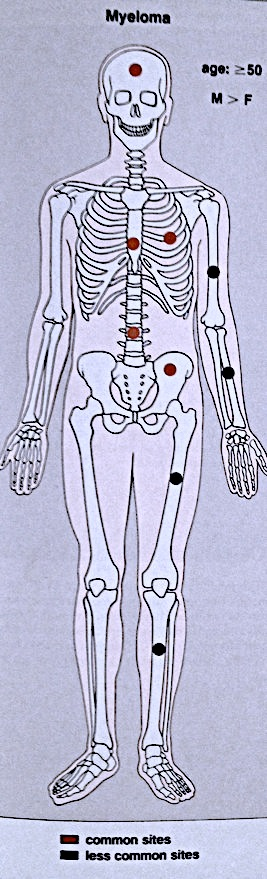 Myeloma
age: ≥50
M > F
common sites
less common sites